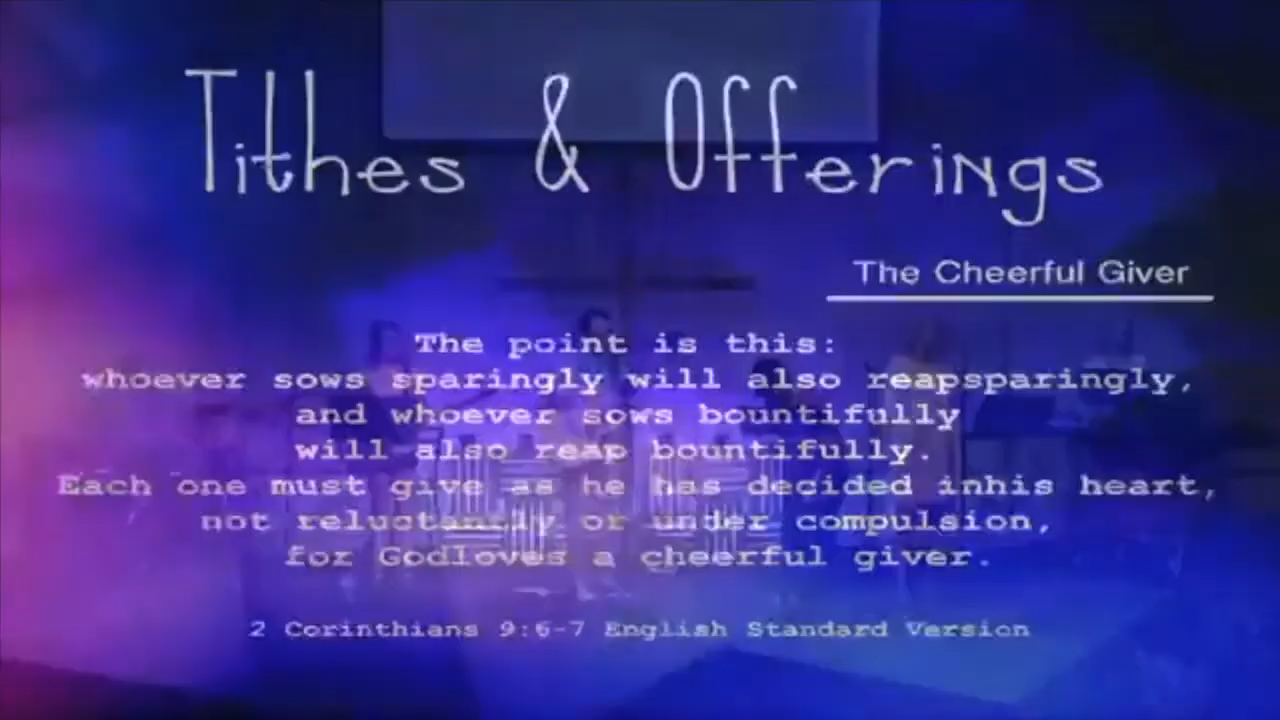 Tithes & Offerings
The Cheerful Giver
The point is this:
whoever sows sparingly will also reapsparingly,
and whoever sows bountifully
will also reap bountifully.
Each one must give as he has decided inhis heart,
not reluctantly or under compulsion,
for Godloves a cheerful giver.
2 Corinthians 9:6-7 English Standard Version